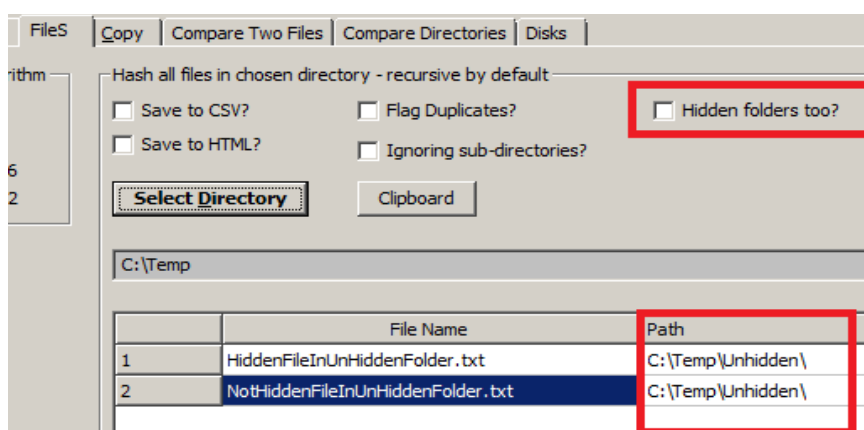 FileS Copy Compare Two Files Compare Directories Disks
rithm
Hash all files in chosen directory - recursive by default
Save to CSV? Flag Duplicates? Hidden folders too?
Save to HTML? Ignoring sub-directories?
6
2
Select Directory Clipboard
C:\Temp
File Name Path
1 HiddenFileInUnHiddenFolder.txt C:\Temp\Unhidden\
2 NotHiddenFileInUnHiddenFolder.txt C:\Temp\Unhidden\